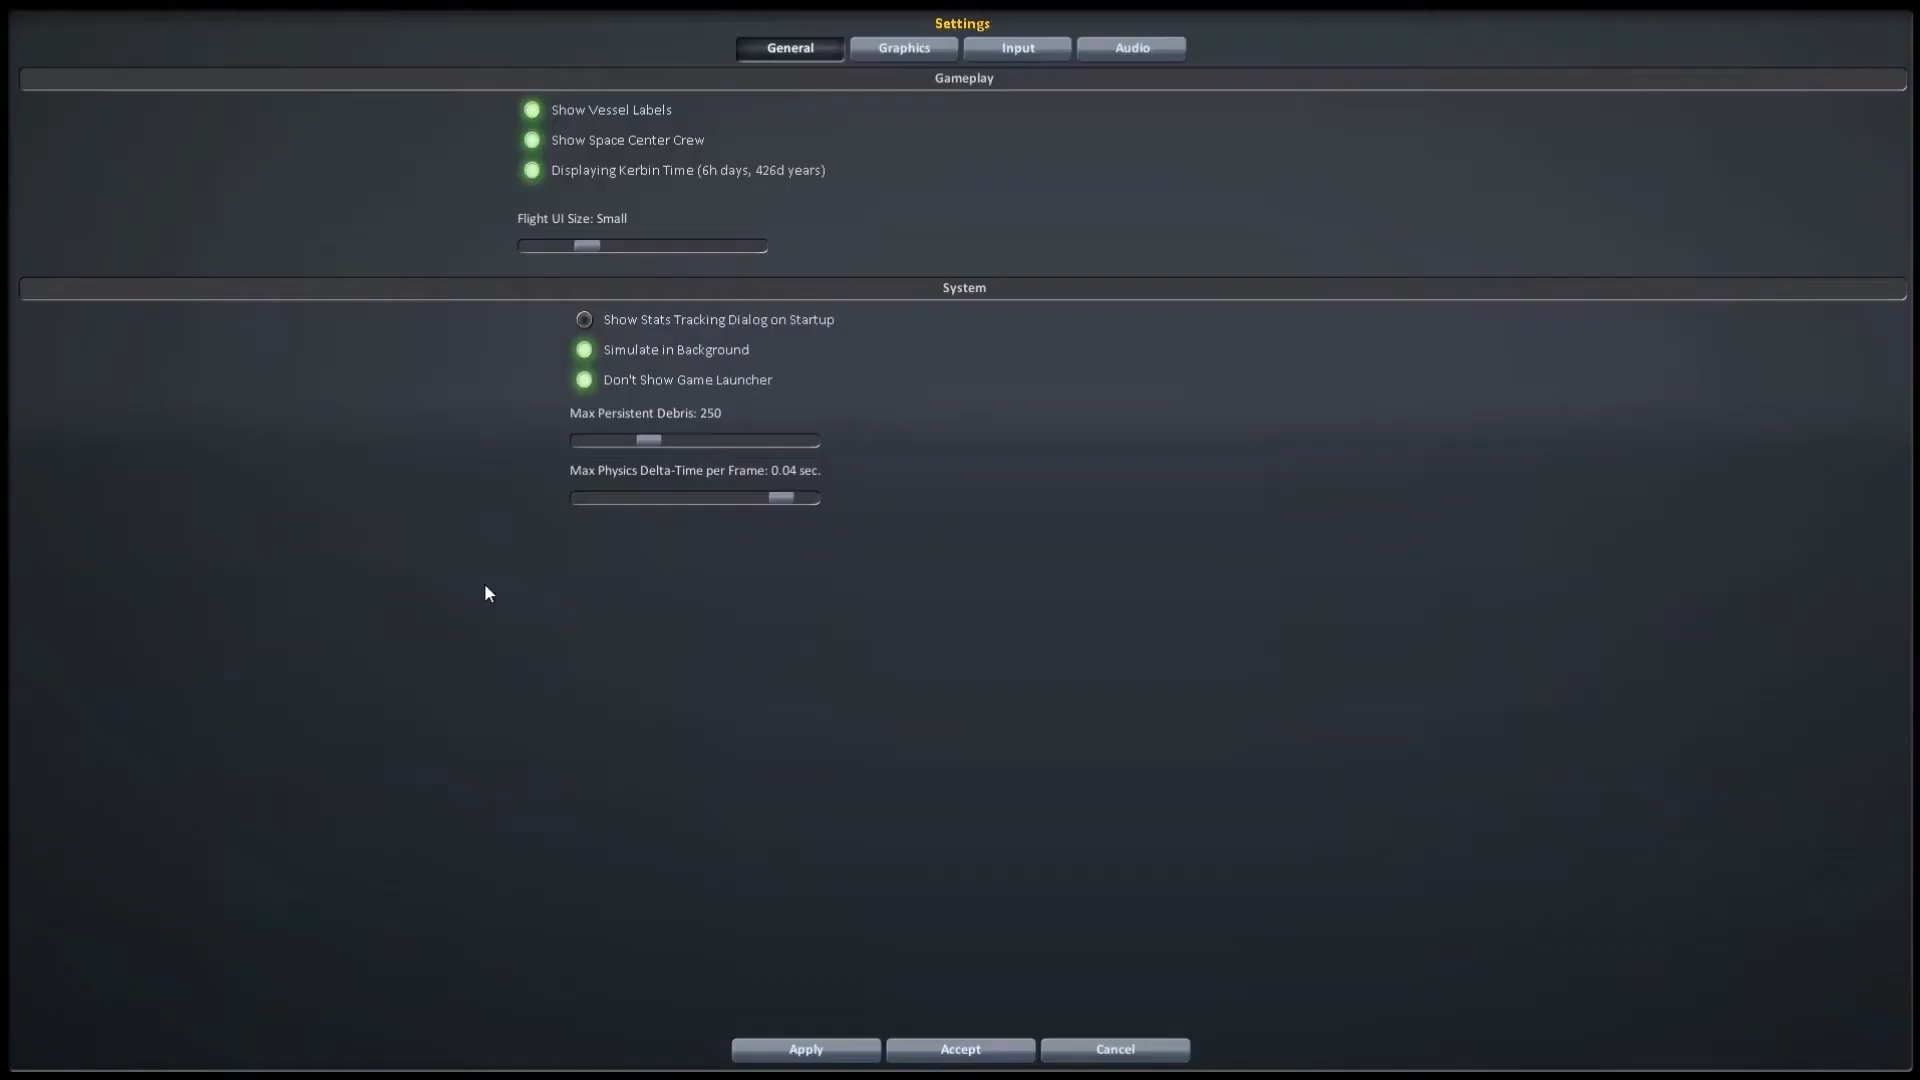 Settings
General
Graphics
Input
Audio
Gameplay
Show Vessel Labels
Show Space Center Crew
Displaying Kerbin Time (6h days, 426d years)
Flight UI Size: Small
System
Show Stats Tracking Dialog on Startup
Simulate in Background
Don't Show Game Launcher
Max Persistent Debris: 250
Max Physics Delta-Time per Frame: 0.04 sec.
Apply
Accept
Cancel